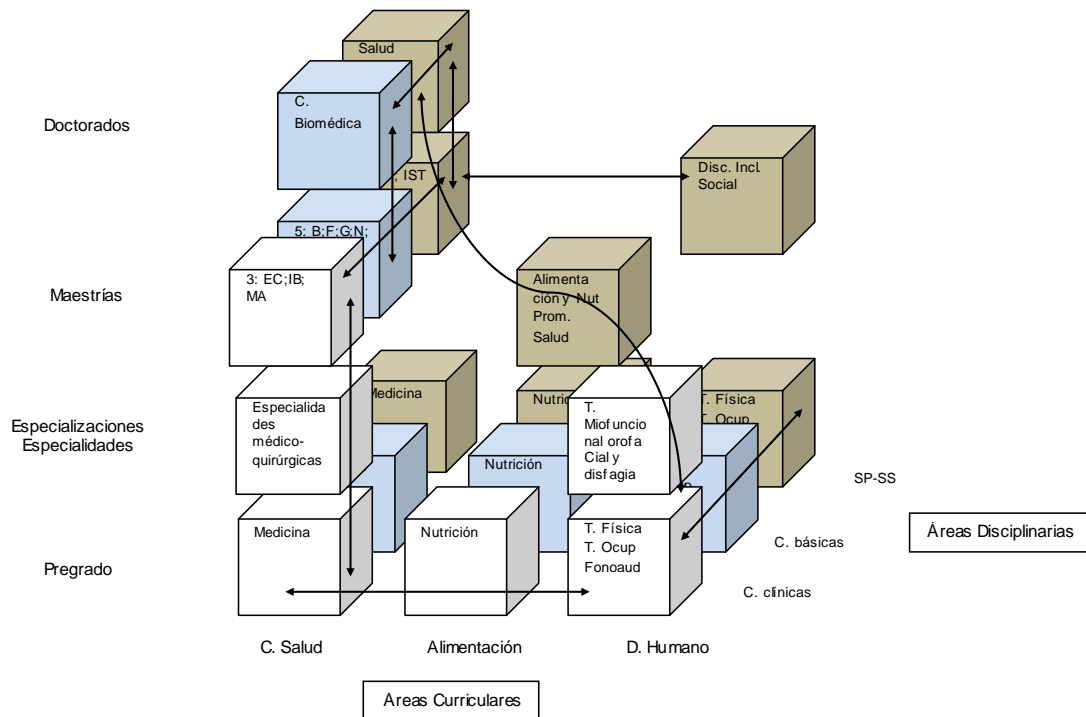 Salud
C.
Biomédica
Doctorados
, IST
Disc. Incl.
Social
5: B;F;G;N;
3: EC;IB;
MA
Maestrías
Alimenta
ción y Nut
Prom.
Salud
Medicina
Nutric
T. Física
T. Ocup
Especializaciones
Especialidades
Especialida
des
médico-
quirúrgicas
T.
Miofuncio
nal orofa
Cial y
disfagia
Nutrición
SP-SS
Áreas Disciplinarias
Medicina
Nutrición
T. Física
T. Ocup
Fonoaud
C. básicas
Pregrado
C. clínicas
C. Salud
Alimentación
D. Humano
Áreas Curriculares